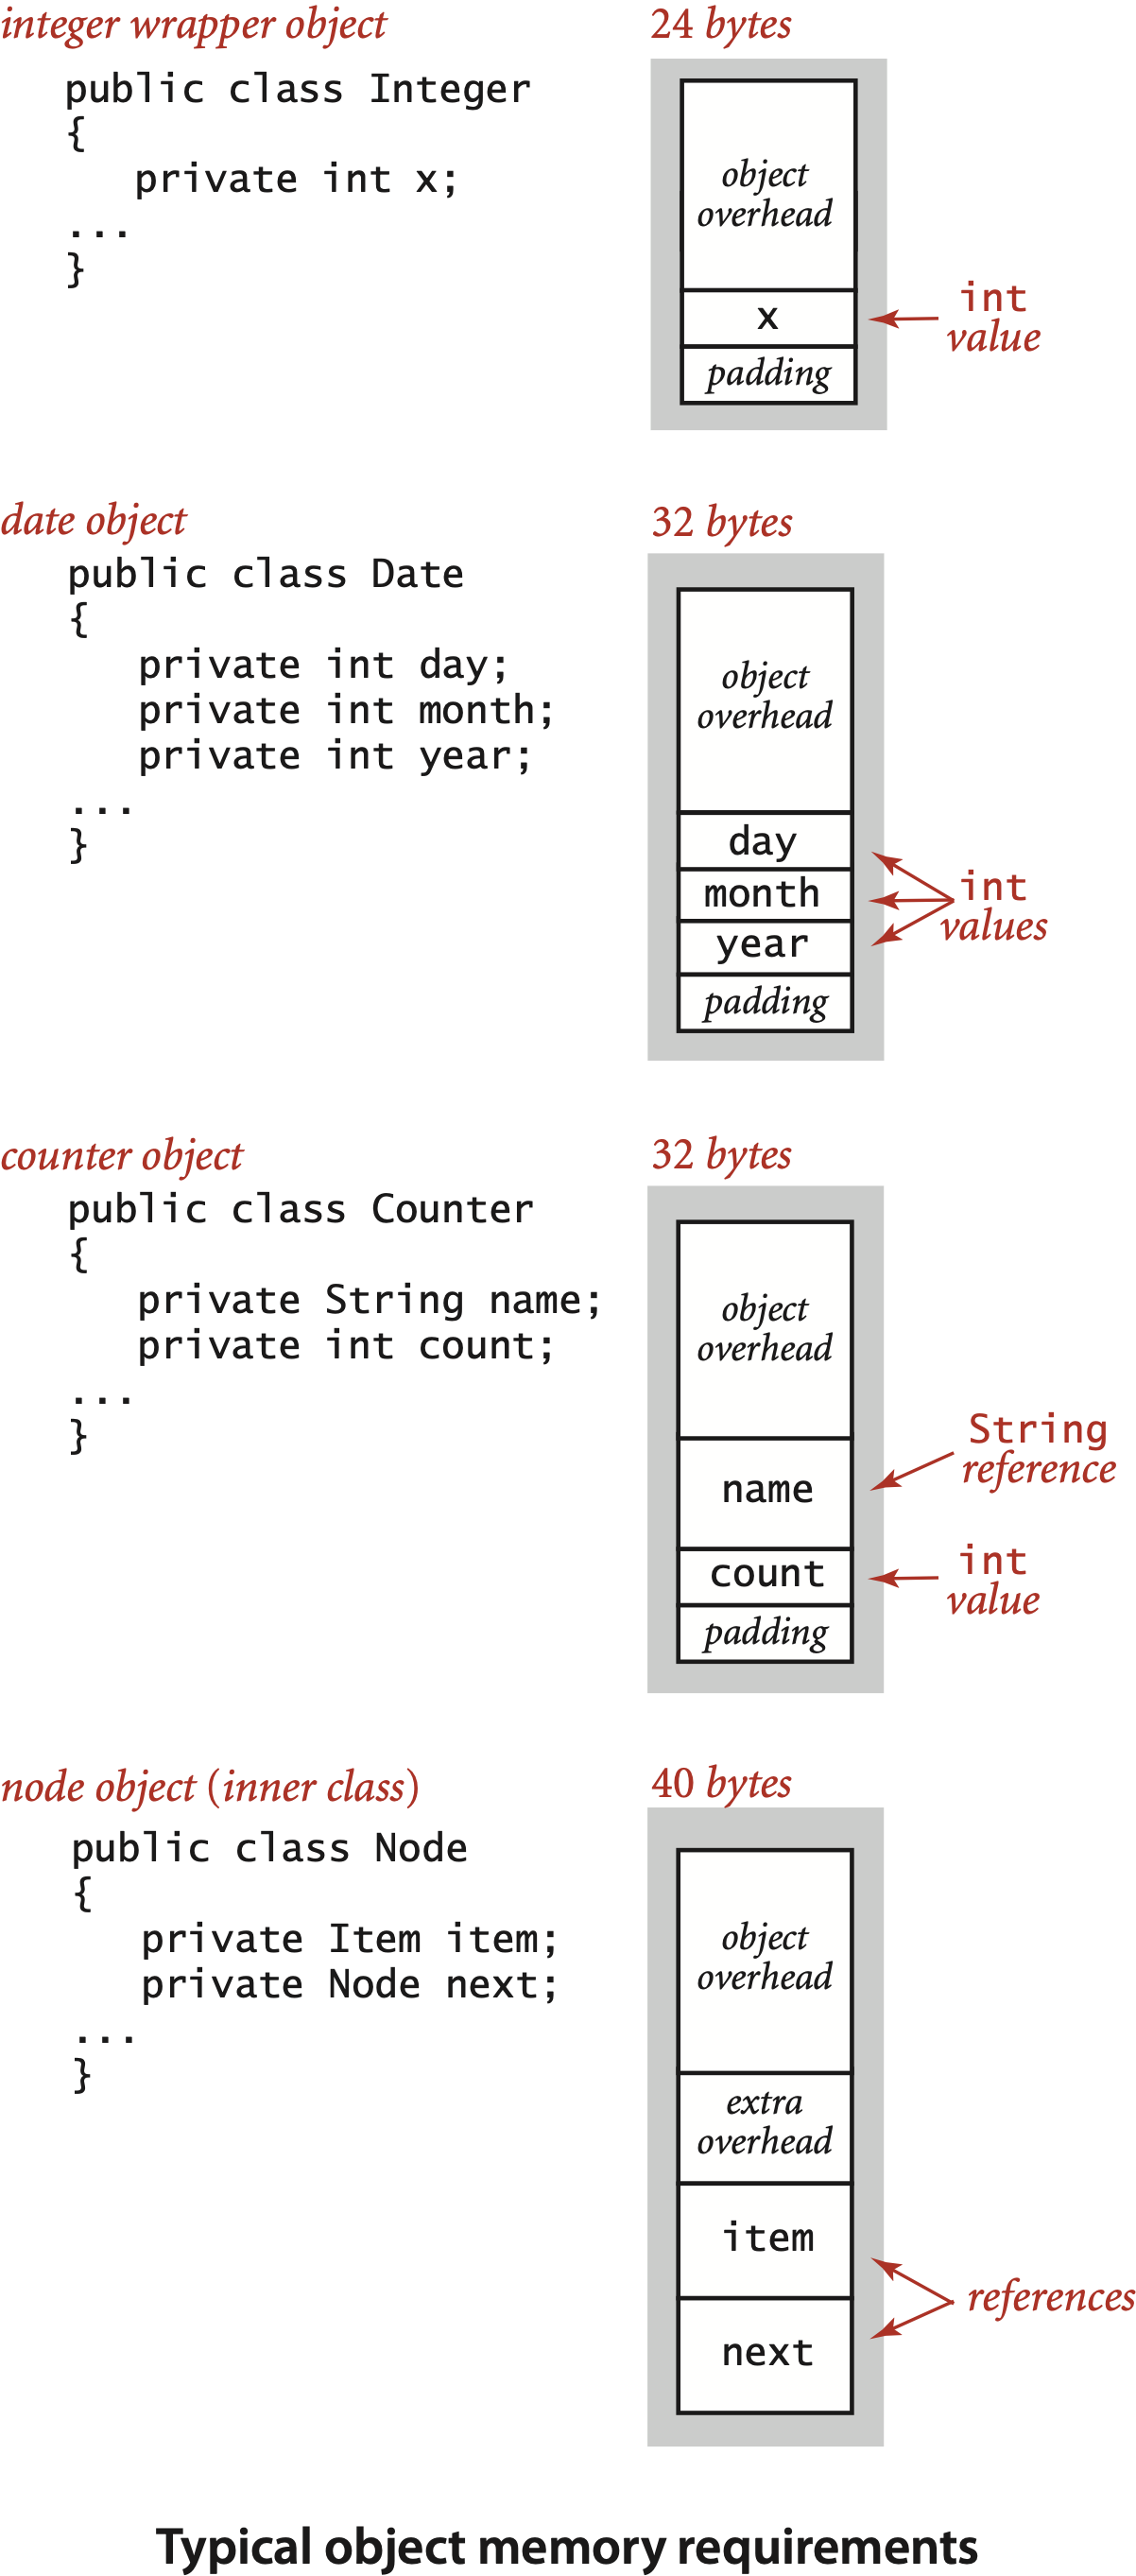 integer wrapper object
24 bytes
public class Integer
{
private int x;
...
}
object
overhead
x
padding
int
value
date object
32 bytes
public class Date
{
private int day;
private int month;
private int year;
...
}
object
overhead
day
month
year
padding
int
values
counter object
32 bytes
public class Counter
{
private String name;
private int count;
...
}
object
overhead
name
count
padding
String
reference
int
value
node object (inner class)
40 bytes
public class Node
{
private Item item;
private Node next;
...
}
object
overhead
extra
overhead
item
next
references
Typical object memory requirements